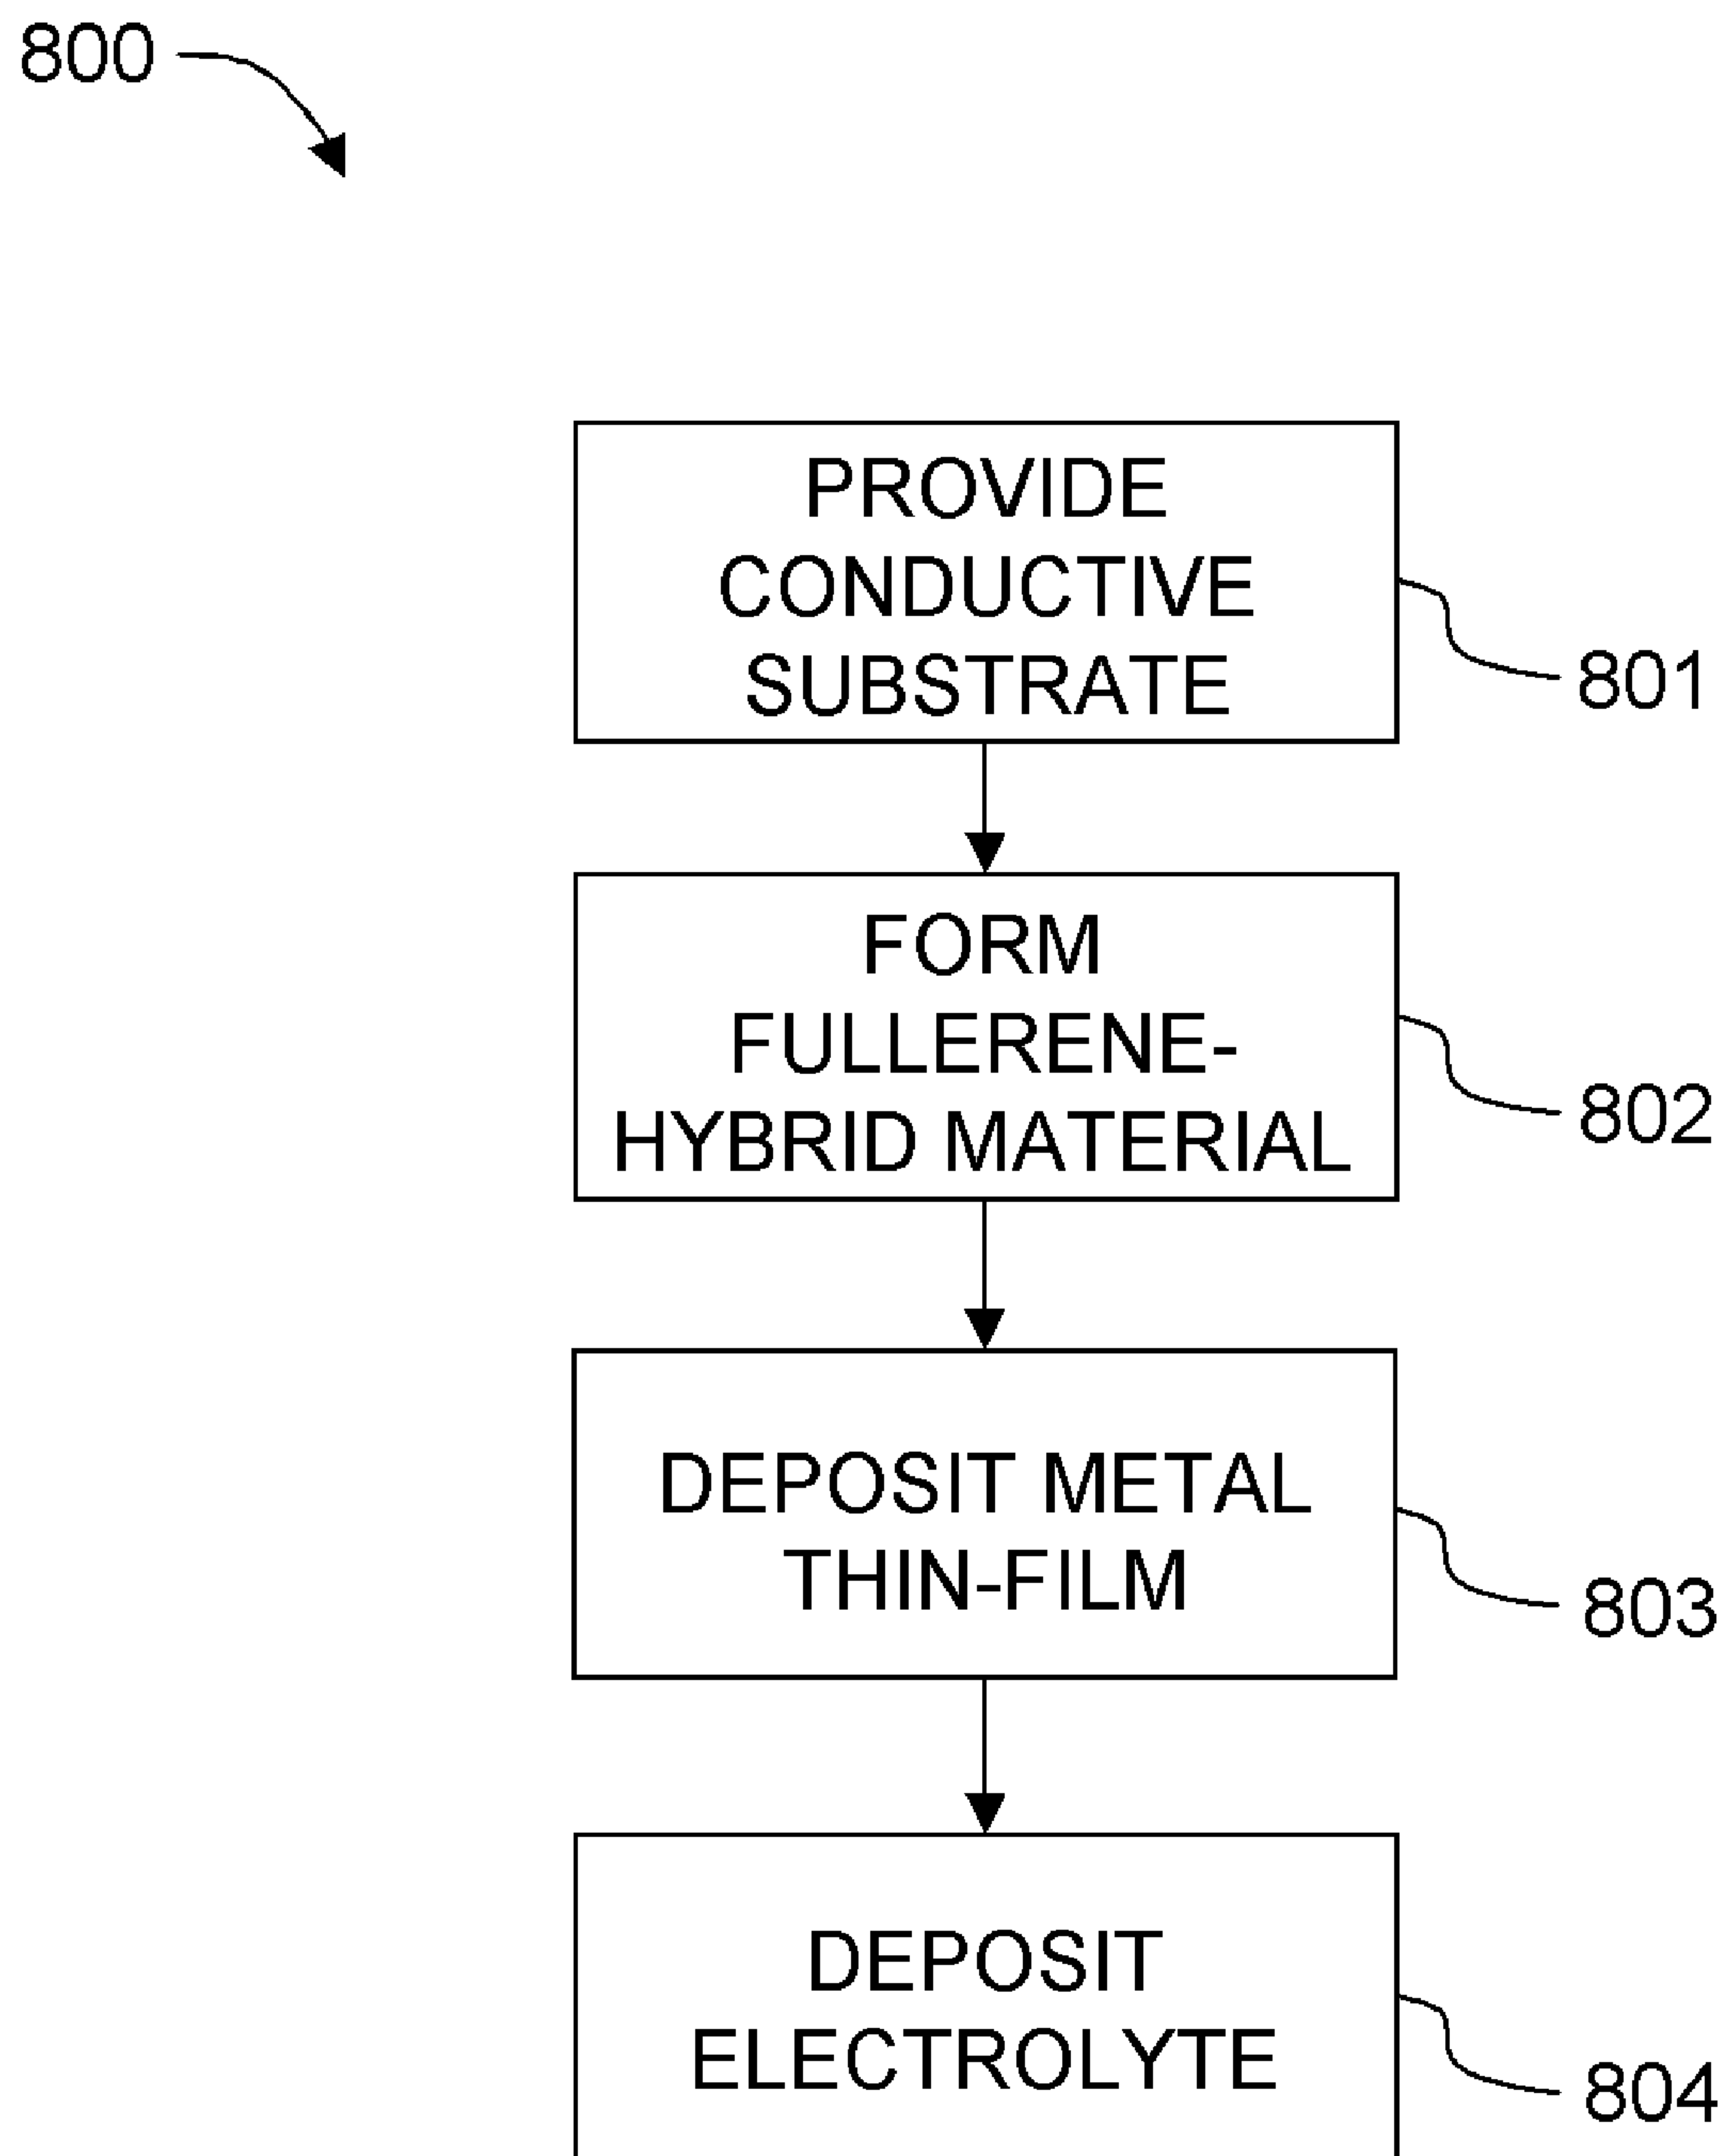 800
PROVIDE
CONDUCTIVE
SUBSTRATE
801
FORM
FULLERENE-
HYBRID MATERIAL
802
DEPOSIT METAL
THIN-FILM
803
DEPOSIT
ELECTROLYTE
804